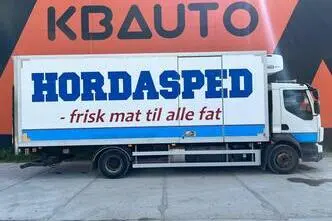 KBAUTO
HORDASPED
- frisk mat til alle fat